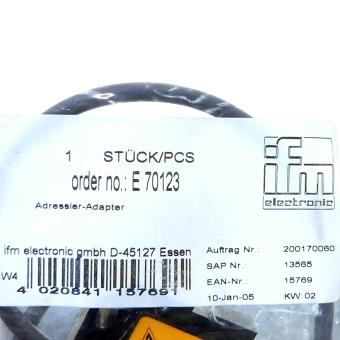 1 STÜCK/PCS
order no.: E 70123
Adressier-Adapter
ifm
electronic
ifm electronic gmbh D-45127 Essen
W4
4 020841 157691
Auftrag Nr.: 200170060
SAP Nr.: 13565
EAN-Nr.: 15769
10-Jan-05 KW: 02